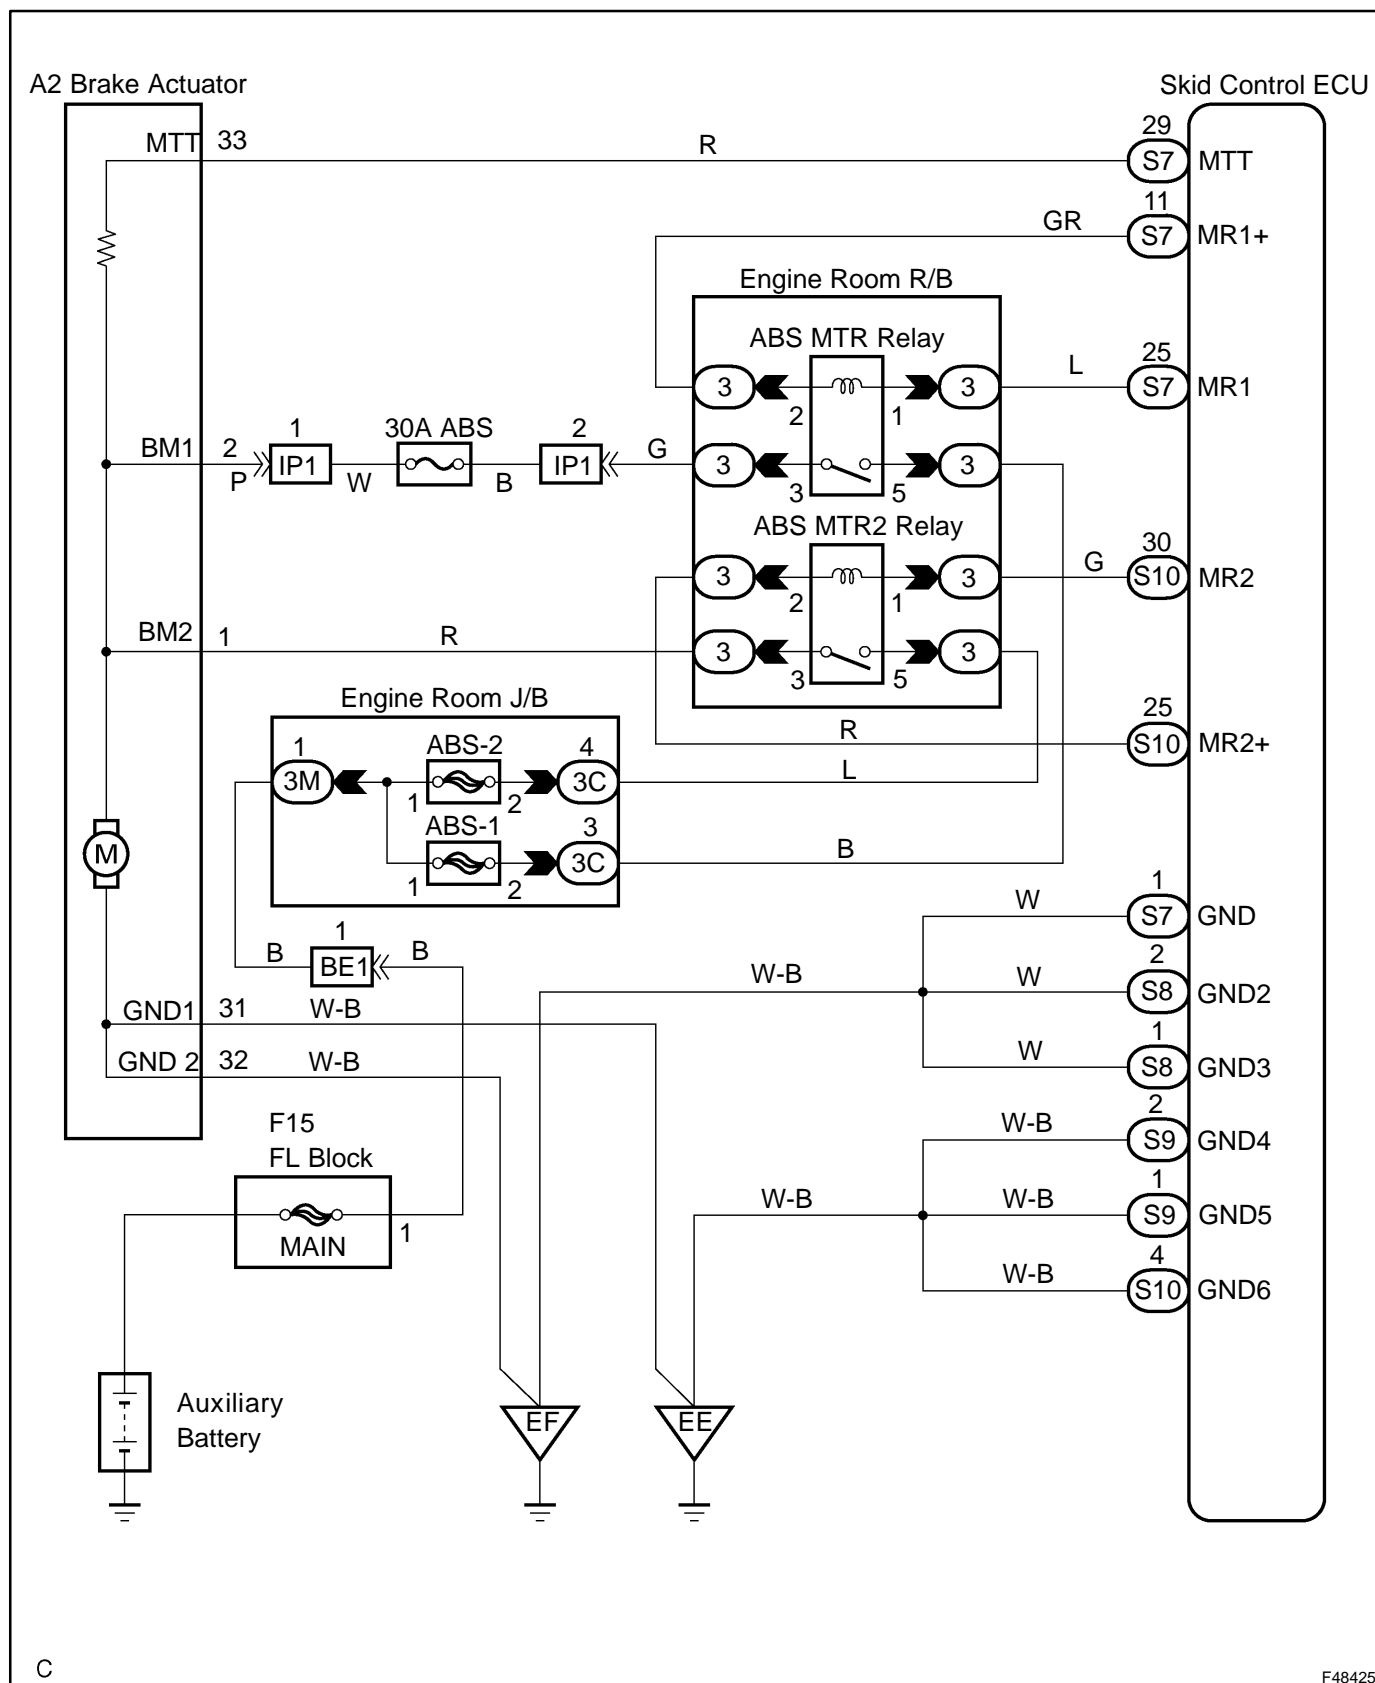 A2 Brake Actuator
Skid Control ECU
MTT 33
R
29
S7 MTT
11
GR
S7 MR1+
Engine Room R/B
ABS MTR Relay
25
L
3 3
S7 MR1
2 1
1
30A ABS
2
BM1 2
IP1
IP1
G
3 3
P
W
B
3 5
ABS MTR2 Relay
30
G
3 3
S10 MR2
2 1
BM2 1
R
3 3
3 5
Engine Room J/B
25
R
S10 MR2+
1
ABS-2
4
3M
3C
L
1 2
ABS-1
3
3C
B
1 2
M
1
W
S7 GND
1
B
BE1
B
2
W-B
W
S8 GND2
GND1 31
W-B
1
W
S8 GND3
GND 2 32
W-B
2
W-B
S9 GND4
F15
FL Block
1
W-B
W-B
S9 GND5
MAIN
1
4
W-B
S10 GND6
Auxiliary
Battery
EF
EE
C
F48425